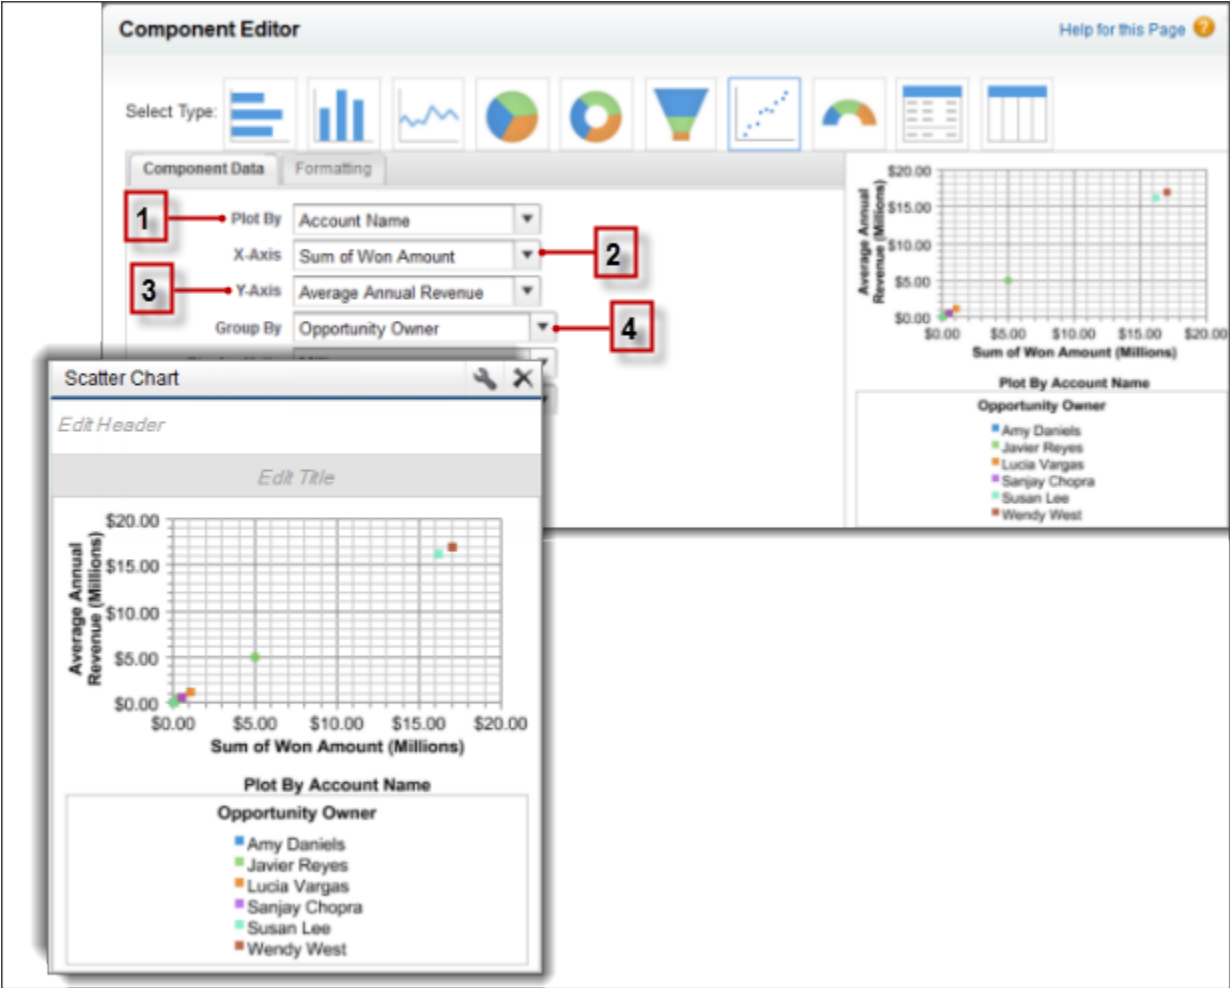 Component Editor
Help for this Page ?
Select Type:
Component Data Formatting
1 Plot By Account Name
X-Axis Sum of Won Amount 2
3 Y-Axis Average Annual Revenue
Group By Opportunity Owner 4
$20.00
$15.00
$10.00
$5.00
$0.00
Average Annual
Revenue (Millions)
$0.00 $5.00 $10.00 $15.00 $20.00
Sum of Won Amount (Millions)
Plot By Account Name
Opportunity Owner
Amy Daniels
Javier Reyes
Lucia Vargas
Sanjay Chopra
Susan Lee
Wendy West
Scatter Chart
Edit Header
Edit Title
$20.00
$15.00
$10.00
$5.00
$0.00
Average Annual
Revenue (Millions)
$0.00 $5.00 $10.00 $15.00 $20.00
Sum of Won Amount (Millions)
Plot By Account Name
Opportunity Owner
Amy Daniels
Javier Reyes
Lucia Vargas
Sanjay Chopra
Susan Lee
Wendy West